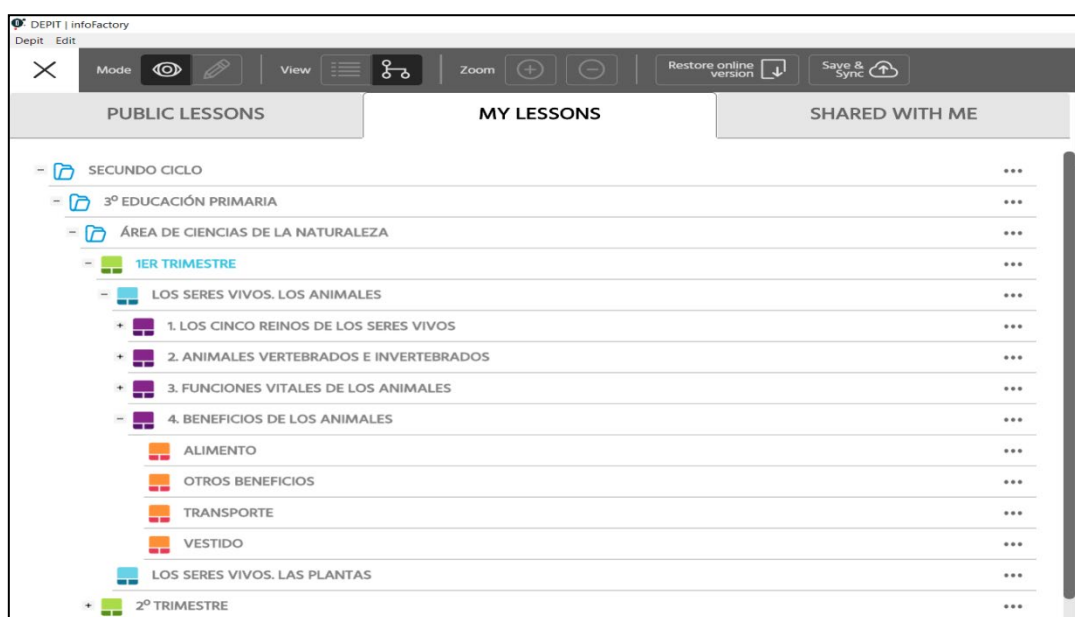 DEPIT | infoFactory
Depit Edit
Mode View Zoom Restore online version Save & Sync
PUBLIC LESSONS MY LESSONS SHARED WITH ME
SECUNDO CICLO
3º EDUCACIÓN PRIMARIA
ÁREA DE CIENCIAS DE LA NATURALEZA
1ER TRIMESTRE
LOS SERES VIVOS. LOS ANIMALES
1. LOS CINCO REINOS DE LOS SERES VIVOS
2. ANIMALES VERTEBRADOS E INVERTEBRADOS
3. FUNCIONES VITALES DE LOS ANIMALES
4. BENEFICIOS DE LOS ANIMALES
ALIMENTO
OTROS BENEFICIOS
TRANSPORTE
VESTIDO
LOS SERES VIVOS. LAS PLANTAS
2º TRIMESTRE